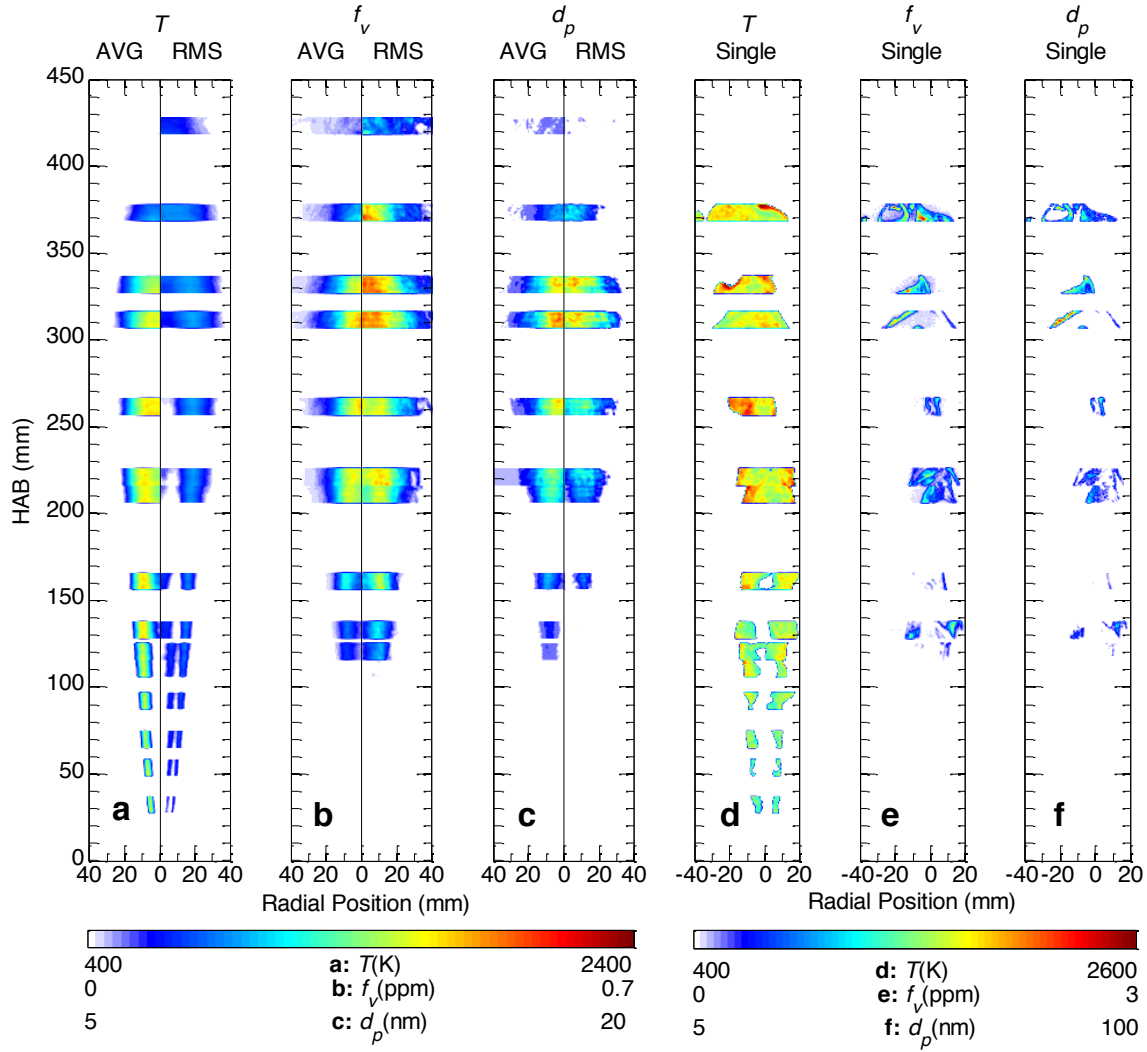 T f_v d_p T f_v d_p
AVG RMS AVG RMS AVG RMS Single Single Single
450
400
350
300
250
200
150
100
50
0
HAB (mm)
a b c d e f
40 20 0 20 40 20 0 20 40 20 0 20 40 -40 -20 0 20 -40 -20 0 20 -40 -20 0 20
Radial Position (mm) Radial Position (mm)
400 a: T(K) 2400 400 d: T(K) 2600
0 b: f_v(ppm) 0.7 0 e: f_v(ppm) 3
5 c: d_p(nm) 20 5 f: d_p(nm) 100